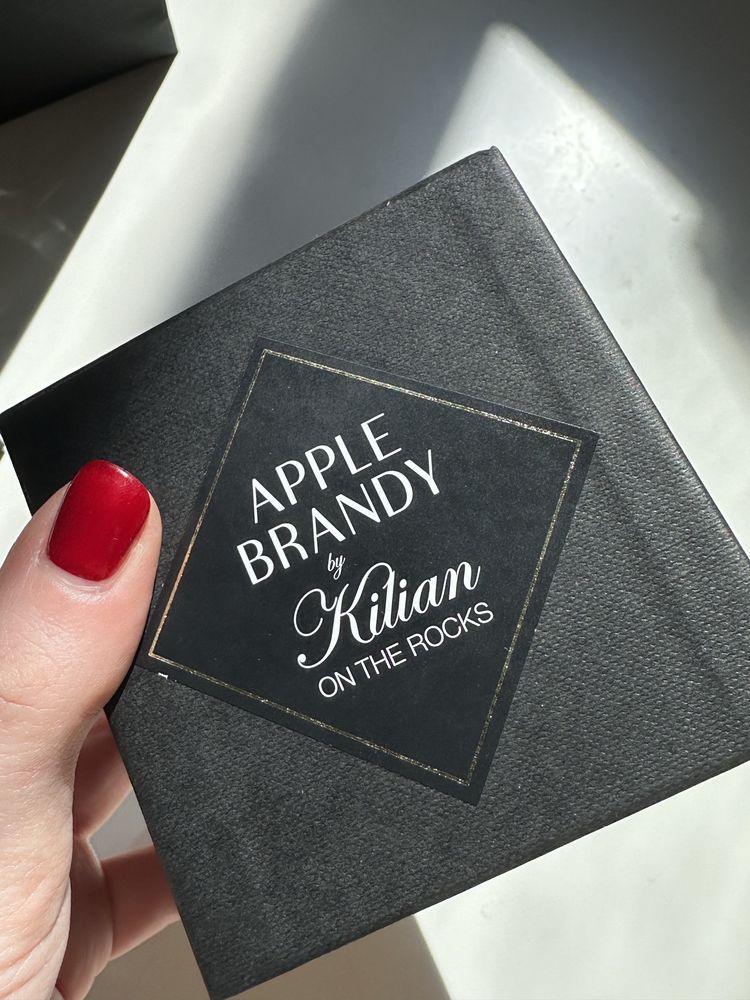 APPLE
BRANDY
by
Kilian
ON THE ROCKS